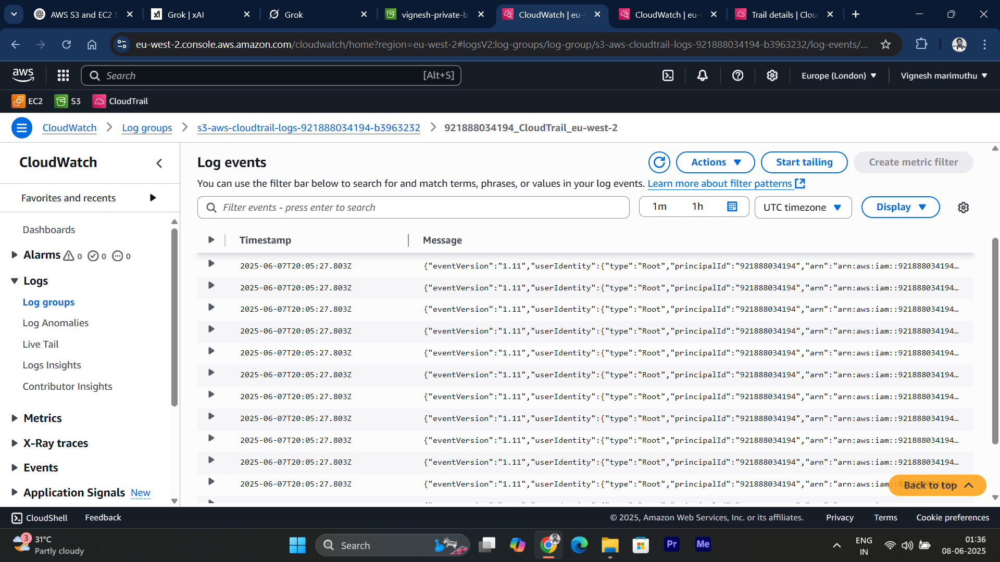 AWS S3 and EC2 S
Grok | xAI
Grok
vignesh-private-bu
CloudWatch | eu-w
CloudWatch | eu-w
Trail details | Clou
eu-west-2.console.aws.amazon.com/cloudwatch/home?region=eu-west-2#logsV2:log-groups/log-group/s3-aws-cloudtrail-logs-921888034194-b3963232/log-events/...
aws
Search
[Alt+S]
Europe (London)
Vignesh marimuthu
EC2
S3
CloudTrail
CloudWatch
Log groups
s3-aws-cloudtrail-logs-921888034194-b3963232
921888034194_CloudTrail_eu-west-2
CloudWatch
Favorites and recents
Dashboards
Alarms 0 0 0
Logs
Log groups
Log Anomalies
Live Tail
Logs Insights
Contributor Insights
Metrics
X-Ray traces
Events
Application Signals New
Log events
Actions
Start tailing
Create metric filter
You can use the filter bar below to search for and match terms, phrases, or values in your log events. Learn more about filter patterns
Filter events - press enter to search
1m
1h
UTC timezone
Display
Timestamp
Message
2025-06-07T20:05:27.803Z {"eventVersion":"1.11","userIdentity":{"type":"Root","principalId":"921888034194","arn":"arn:aws:iam::921888034194…
2025-06-07T20:05:27.803Z {"eventVersion":"1.11","userIdentity":{"type":"Root","principalId":"921888034194","arn":"arn:aws:iam::921888034194…
2025-06-07T20:05:27.803Z {"eventVersion":"1.11","userIdentity":{"type":"Root","principalId":"921888034194","arn":"arn:aws:iam::921888034194…
2025-06-07T20:05:27.803Z {"eventVersion":"1.11","userIdentity":{"type":"Root","principalId":"921888034194","arn":"arn:aws:iam::921888034194…
2025-06-07T20:05:27.803Z {"eventVersion":"1.11","userIdentity":{"type":"Root","principalId":"921888034194","arn":"arn:aws:iam::921888034194…
2025-06-07T20:05:27.803Z {"eventVersion":"1.11","userIdentity":{"type":"Root","principalId":"921888034194","arn":"arn:aws:iam::921888034194…
2025-06-07T20:05:27.803Z {"eventVersion":"1.11","userIdentity":{"type":"Root","principalId":"921888034194","arn":"arn:aws:iam::921888034194…
2025-06-07T20:05:27.803Z {"eventVersion":"1.11","userIdentity":{"type":"Root","principalId":"921888034194","arn":"arn:aws:iam::921888034194…
2025-06-07T20:05:27.803Z {"eventVersion":"1.11","userIdentity":{"type":"Root","principalId":"921888034194","arn":"arn:aws:iam::921888034194…
2025-06-07T20:05:27.803Z {"eventVersion":"1.11","userIdentity":{"type":"Root","principalId":"921888034194","arn":"arn:aws:iam::921888034194…
2025-06-07T20:05:27.803Z {"eventVersion":"1.11","userIdentity":{"type":"Root","principalId":"921888034194","arn":"arn:aws:iam:
Back to top
CloudShell
Feedback
© 2025, Amazon Web Services, Inc. or its affiliates.
Privacy
Terms
Cookie preferences
3
31°C
Partly cloudy
Search
Pr
Me
ENG
IN
01:36
08-06-2025